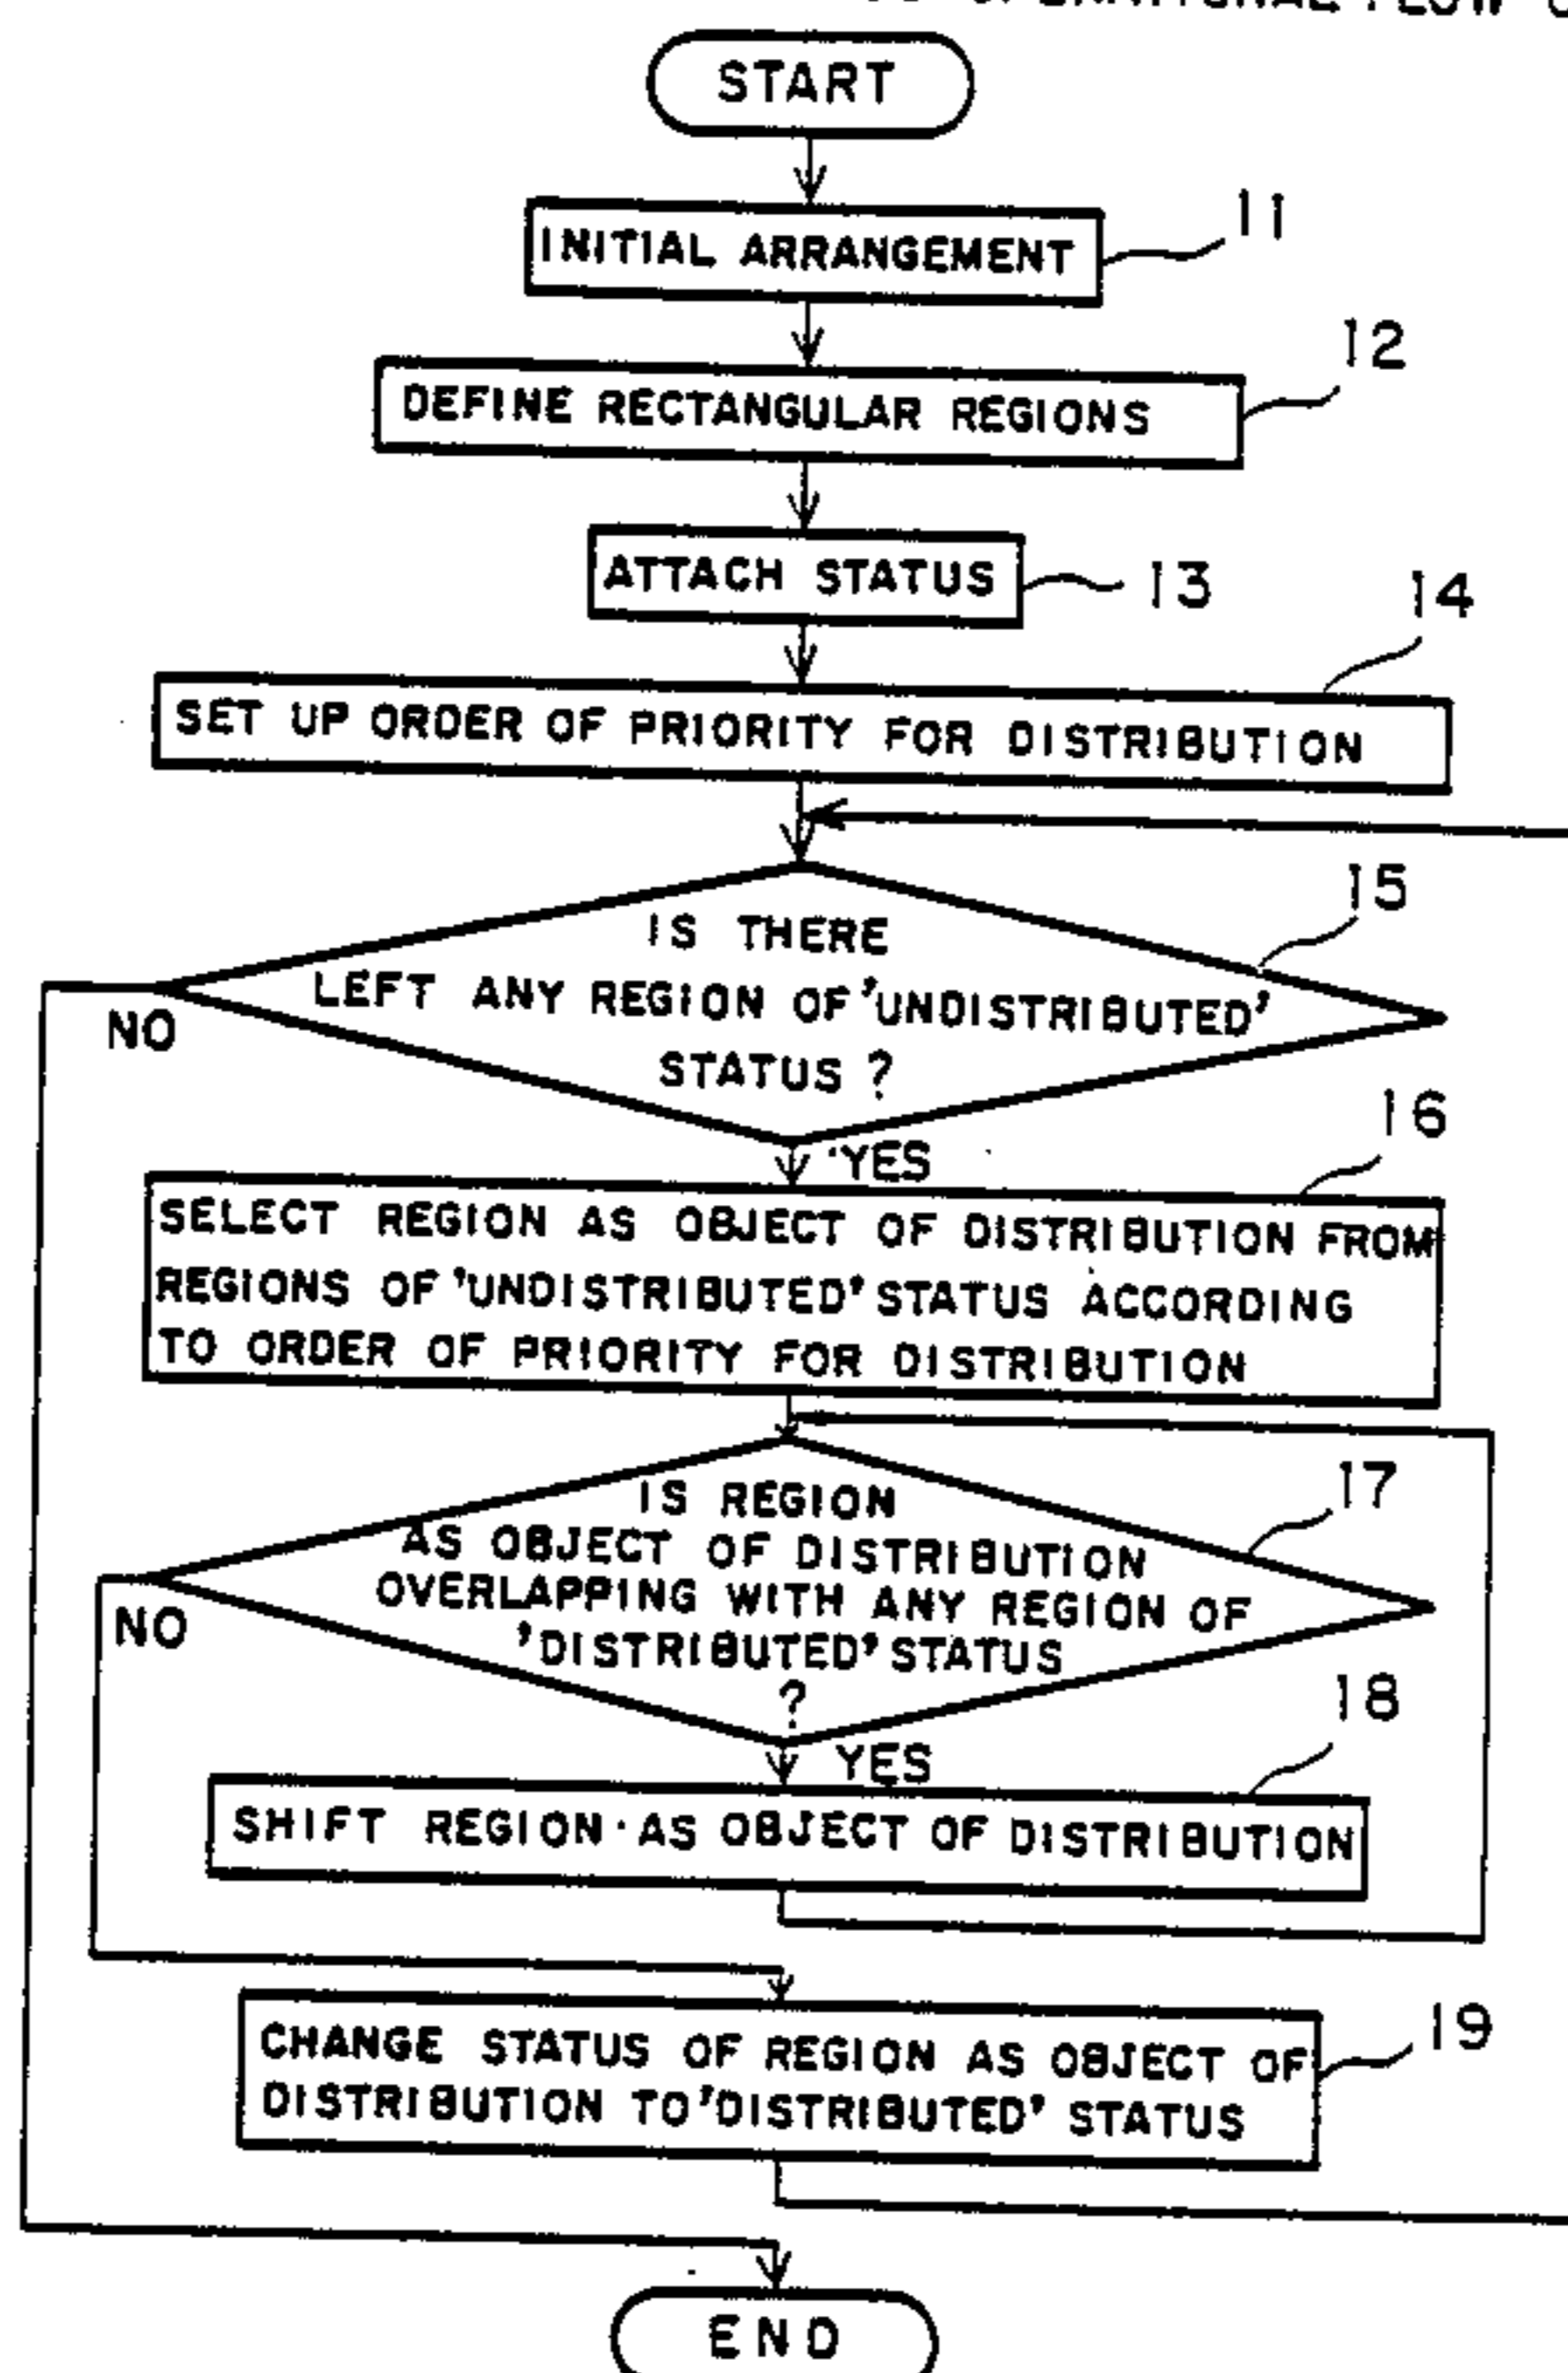 OPERATIONAL FLOW
START
INITIAL ARRANGEMENT
11
DEFINE RECTANGULAR REGIONS
12
ATTACH STATUS
13
14
SET UP ORDER OF PRIORITY FOR DISTRIBUTION
15
IS THERE
LEFT ANY REGION OF 'UNDISTRIBUTED'
STATUS ?
NO
YES
16
SELECT REGION AS OBJECT OF DISTRIBUTION FROM
REGIONS OF 'UNDISTRIBUTED' STATUS ACCORDING
TO ORDER OF PRIORITY FOR DISTRIBUTION
17
IS REGION
AS OBJECT OF DISTRIBUTION
OVERLAPPING WITH ANY REGION OF
'DISTRIBUTED' STATUS
?
NO
YES
18
SHIFT REGION AS OBJECT OF DISTRIBUTION
19
CHANGE STATUS OF REGION AS OBJECT OF
DISTRIBUTION TO 'DISTRIBUTED' STATUS
END